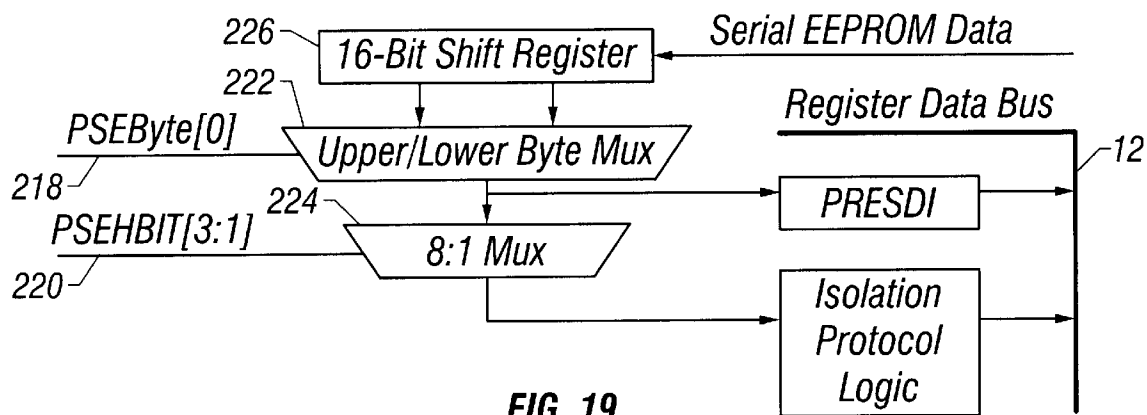 226
16-Bit Shift Register
Serial EEPROM Data
222
Register Data Bus
PSEByte[0]
Upper/Lower Byte Mux
12
218
224
PRESDI
PSEHBIT[3:1]
8:1 Mux
220
Isolation
Protocol
Logic
FIG. 19